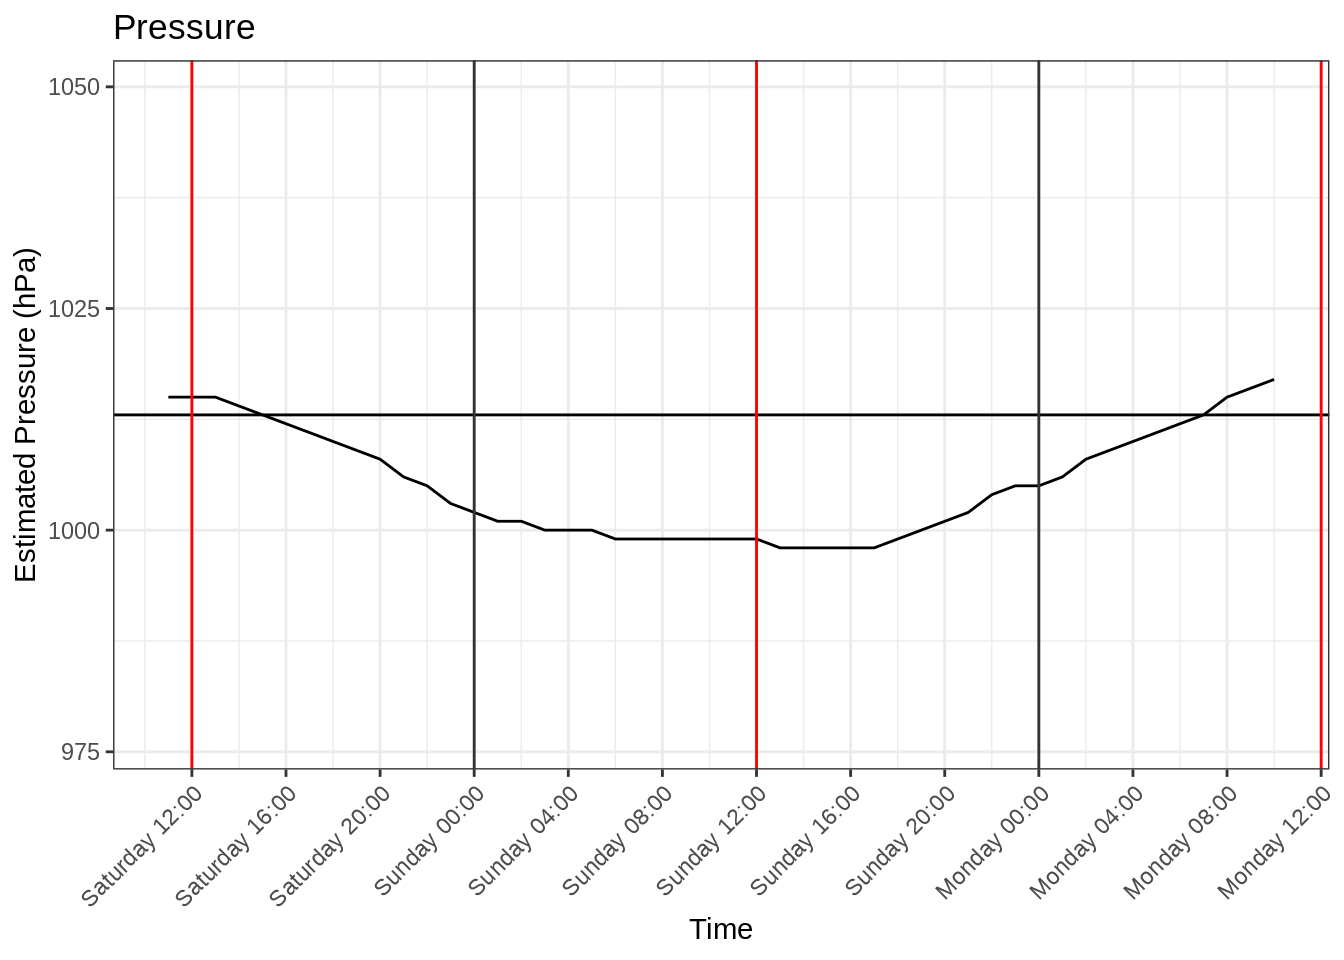 Pressure
Estimated Pressure (hPa)
1050
1025
1000
975
Saturday 12:00
Saturday 16:00
Saturday 20:00
Sunday 00:00
Sunday 04:00
Sunday 08:00
Sunday 12:00
Sunday 16:00
Sunday 20:00
Monday 00:00
Monday 04:00
Monday 08:00
Monday 12:00
Time